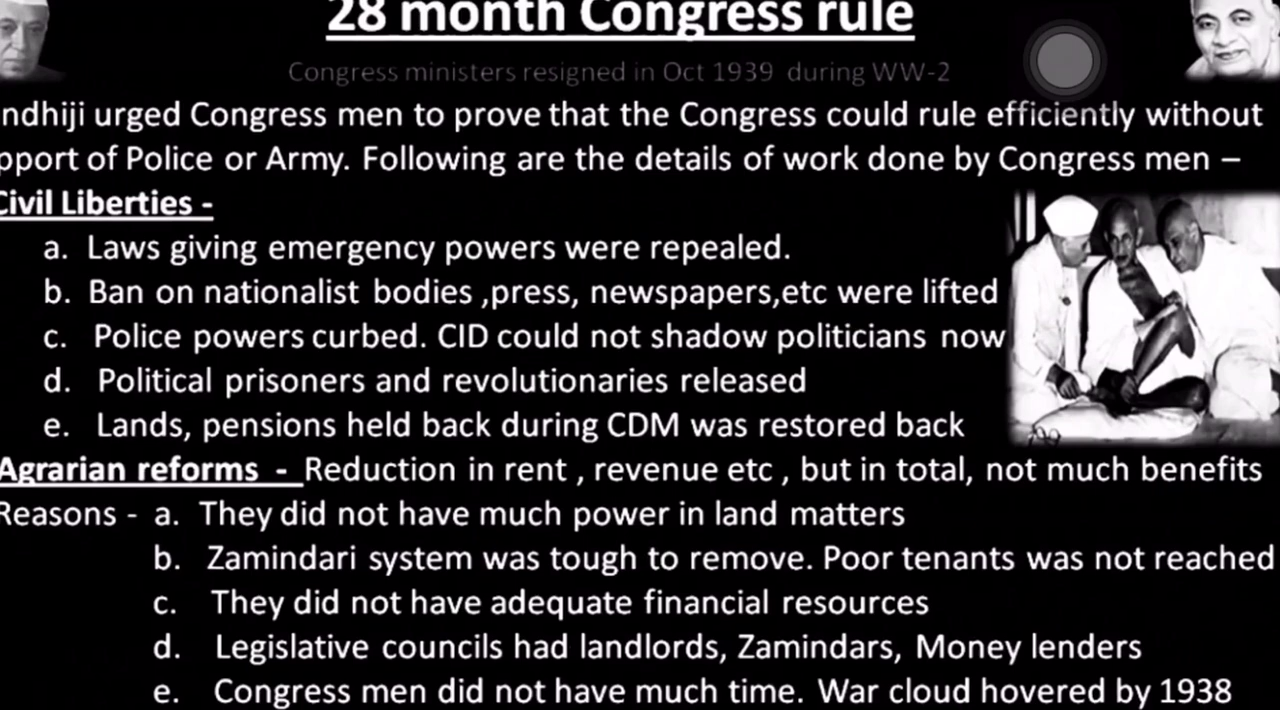 28 month Congress rule
Congress ministers resigned in Oct 1939 during WW-2
ndhiji urged Congress men to prove that the Congress could rule efficiently without
pport of Police or Army. Following are the details of work done by Congress men –
Civil Liberties -
a. Laws giving emergency powers were repealed.
b. Ban on nationalist bodies ,press, newspapers,etc were lifted
c. Police powers curbed. CID could not shadow politicians now
d. Political prisoners and revolutionaries released
e. Lands, pensions held back during CDM was restored back
Agrarian reforms - Reduction in rent , revenue etc , but in total, not much benefits
Reasons - a. They did not have much power in land matters
b. Zamindari system was tough to remove. Poor tenants was not reached
c. They did not have adequate financial resources
d. Legislative councils had landlords, Zamindars, Money lenders
e. Congress men did not have much time. War cloud hovered by 1938